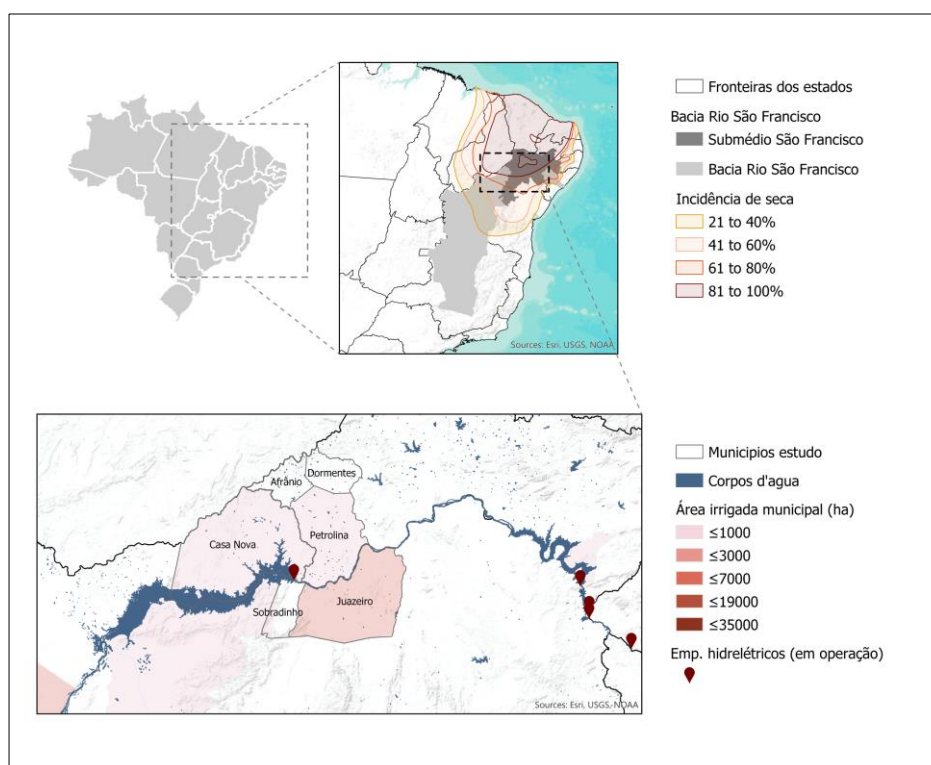 Fronteiras dos estados
Bacia Rio São Francisco
Submédio São Francisco
Bacia Rio São Francisco
Incidência de seca
21 to 40%
41 to 60%
61 to 80%
81 to 100%
Sources: Esri, USGS, NOAA
Municipios estudo
Corpos d'agua
Área irrigada municipal (ha)
≤1000
≤3000
≤7000
≤19000
≤35000
Emp. hidrelétricos (em operação)
Dormentes
Afrânio
Petrolina
Casa Nova
Juazeiro
Sobradinho
Sources: Esri, USGS, NOAA